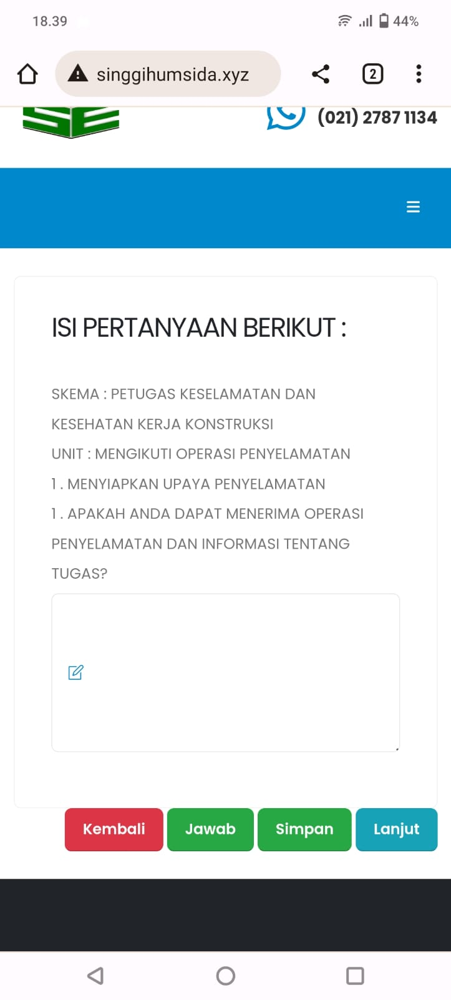 18.39
44%
singgihumsida.xyz
2
SE
(021) 2787 1134
ISI PERTANYAAN BERIKUT :
SKEMA : PETUGAS KESELAMATAN DAN
KESEHATAN KERJA KONSTRUKSI
UNIT : MENGIKUTI OPERASI PENYELAMATAN
1 . MENYIAPKAN UPAYA PENYELAMATAN
1 . APAKAH ANDA DAPAT MENERIMA OPERASI
PENYELAMATAN DAN INFORMASI TENTANG
TUGAS?
Kembali Jawab Simpan Lanjut